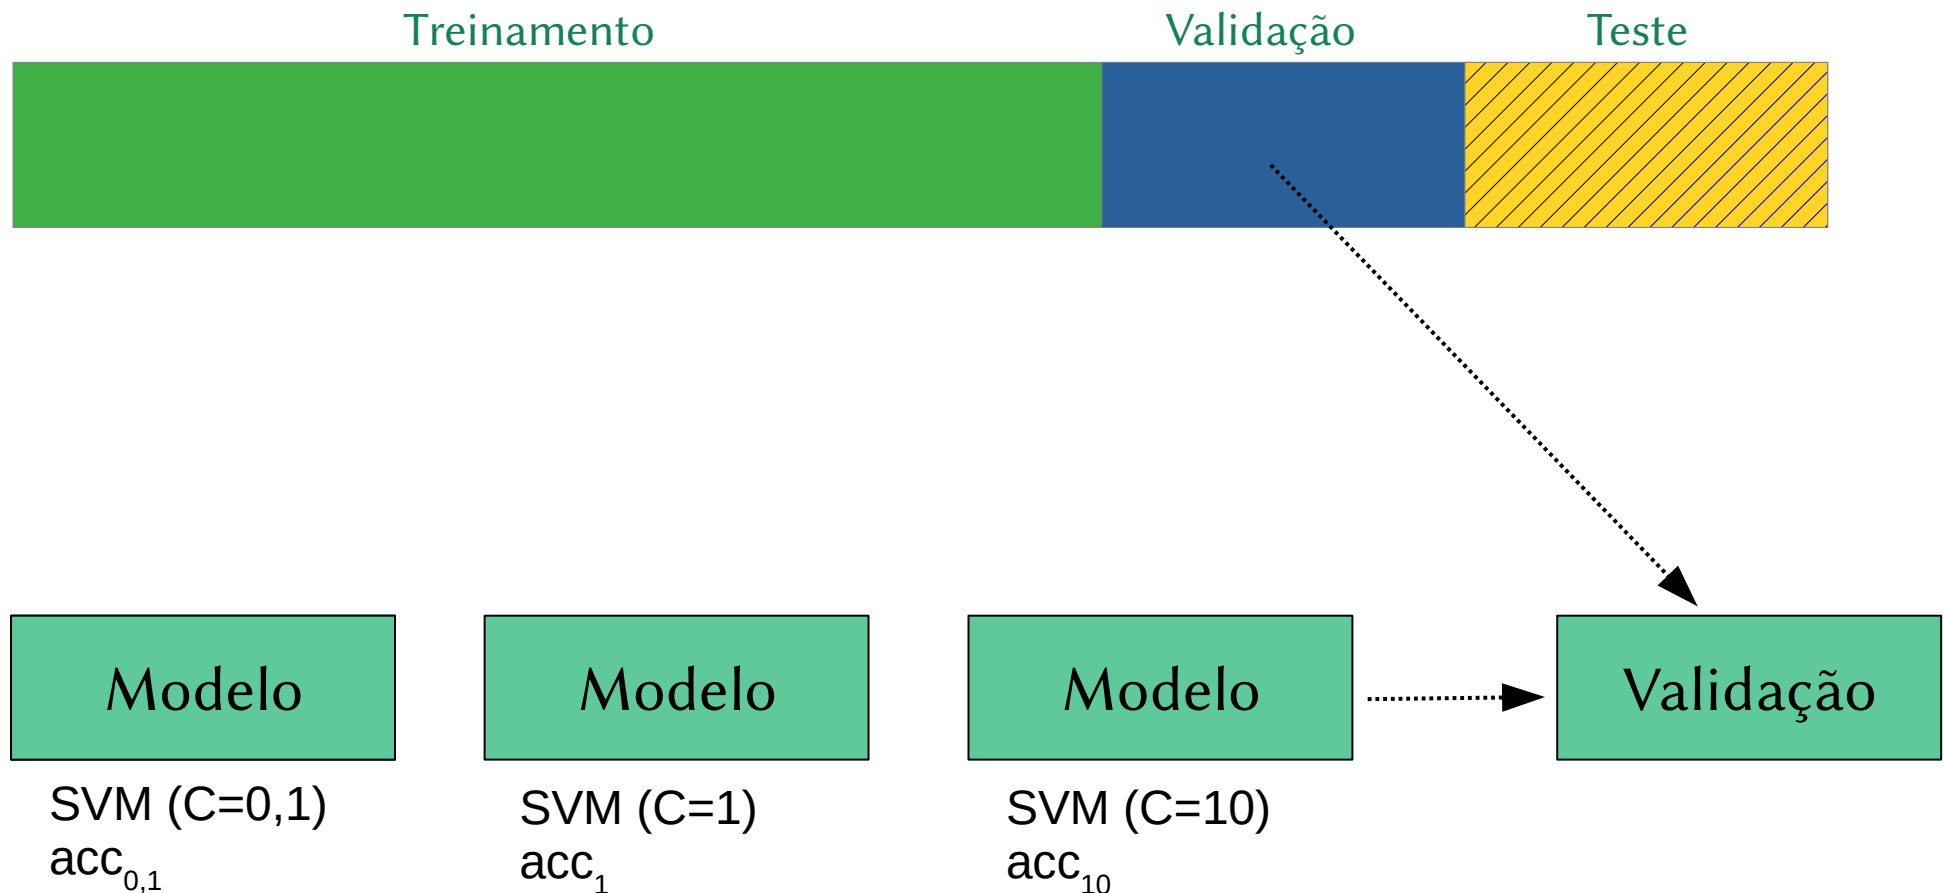 Treinamento Validação Teste
Modelo Modelo Modelo Validação
SVM (C=0,1) SVM (C=1) SVM (C=10)
acc0,1 acc1 acc10